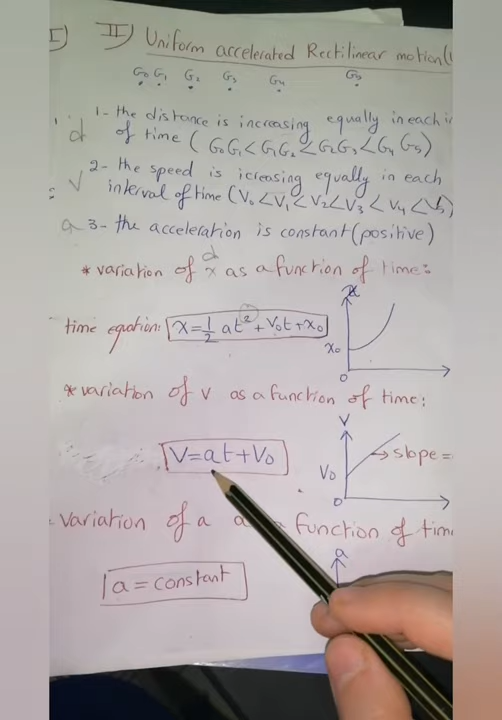 II) Uniform accelerated Rectilinear motion(
G0 G1 G2 G3 G4 G5
1- the distance is increasing equally in each i
d of time (G0G1<G1G2<G2G3<G4G5)
2- the speed is icreasing equally in each
V interval of time (V0<V1<V2<V3<V4<V5)
a 3- the acceleration is constant (positive)
d
* variation of x as a function of time:
x
time equation: x=1/2 at²+V0t+x0
x0
0
* variation of v as a function of time:
V
V=at+V0
slope =
V0
0
variation of a a function of time
a
a = constant